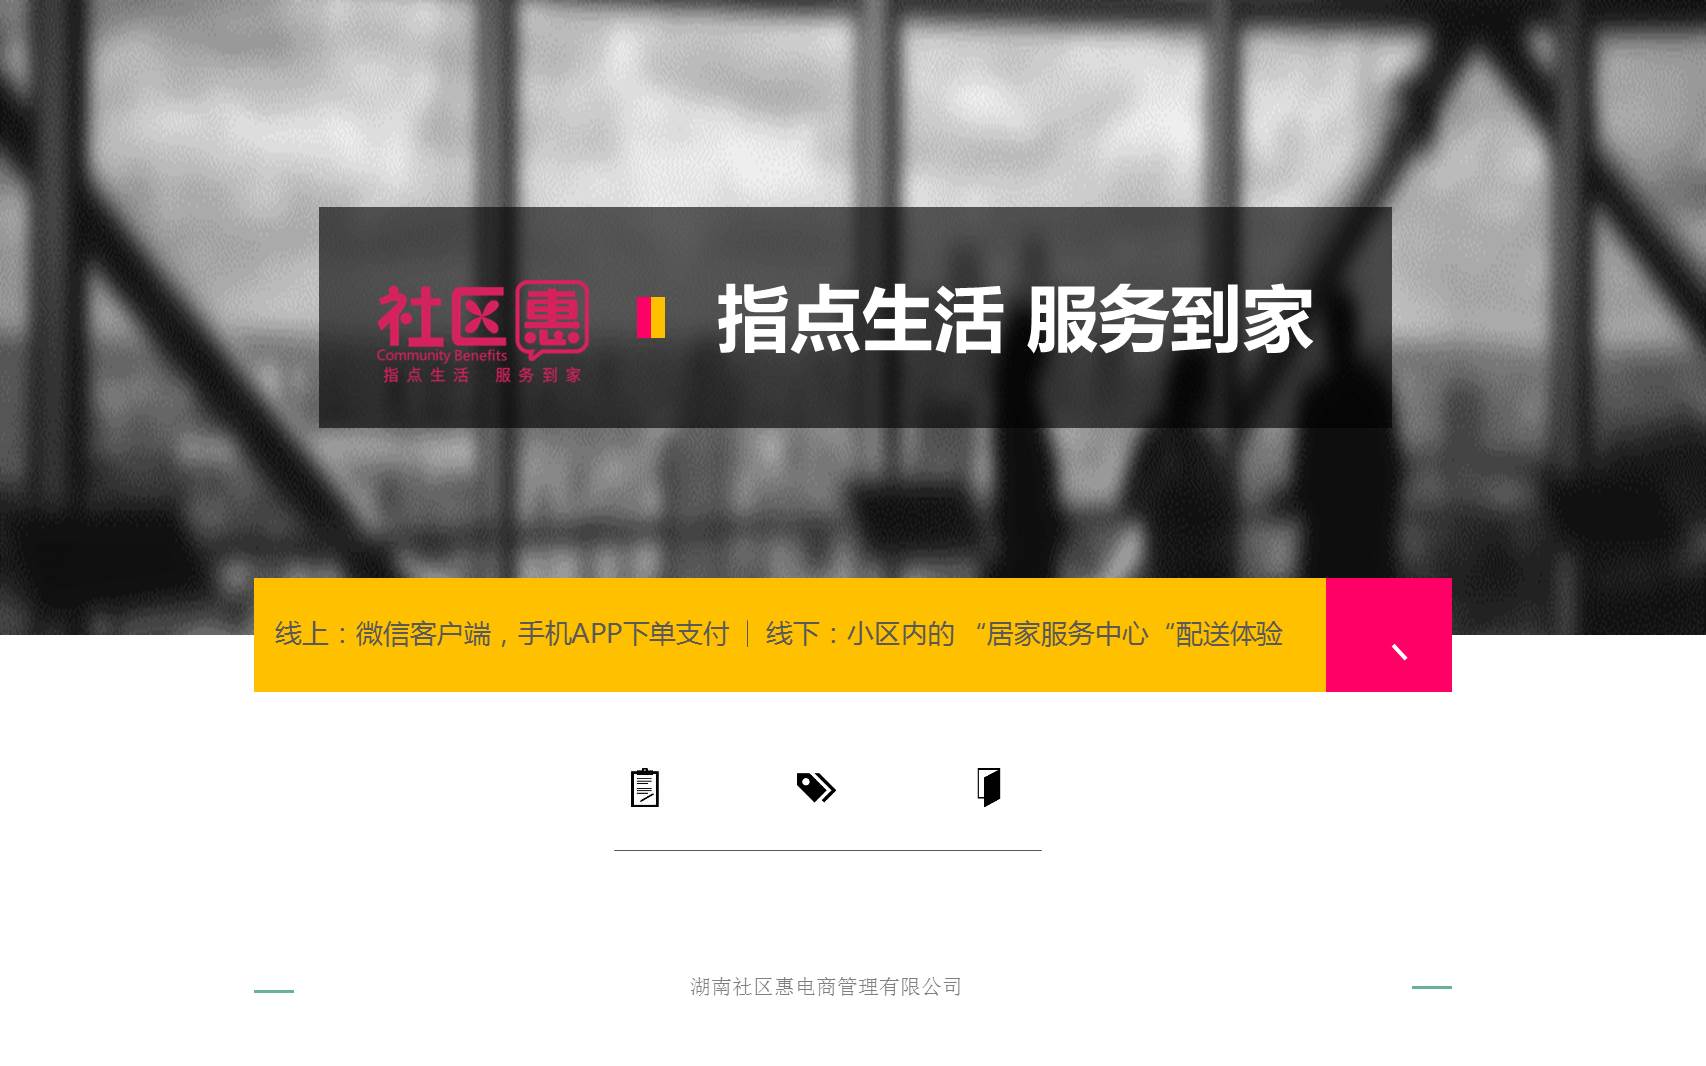 社区惠
Community Benefits
指点生活 服务到家
指点生活 服务到家
线上：微信客户端，手机APP下单支付｜线下：小区内的 “居家服务中心“配送体验
湖南社区惠电商管理有限公司